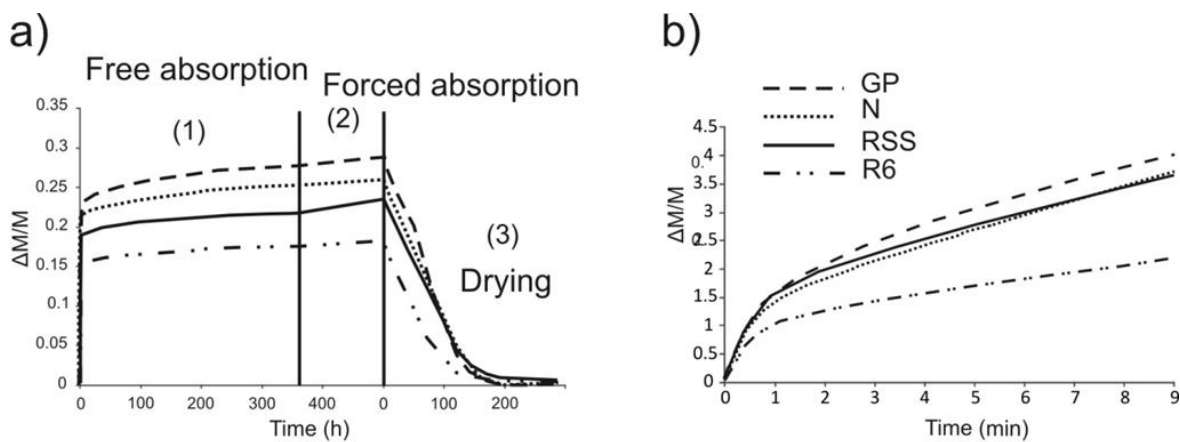 a)
Free absorption
Forced absorption
(1)
(2)
(3)
Drying
0.35
0.30
0.25
0.2
0.15
0.1
0.05
0
ΔM/M
0 100 200 300 400 0 100 200
Time (h)
b)
GP
N
RSS
R6
4.5
4
0.
3.5
3
2.5
2
1.5
1
0.5
0
ΔM/M
0 1 2 3 4 5 6 7 8 9
Time (min)